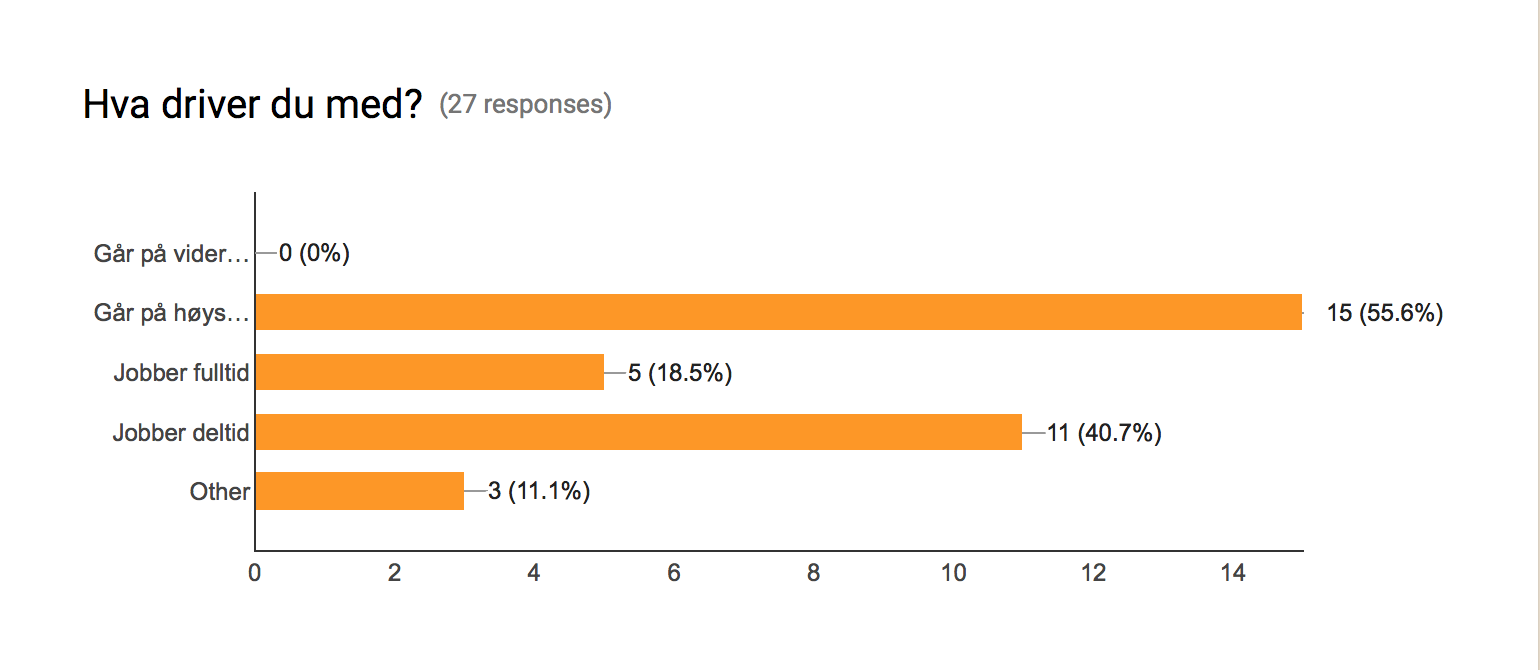 Hva driver du med? (27 responses)
Går på vider... 0 (0%)
Går på høys... 15 (55.6%)
Jobber fulltid 5 (18.5%)
Jobber deltid 11 (40.7%)
Other 3 (11.1%)
0 2 4 6 8 10 12 14